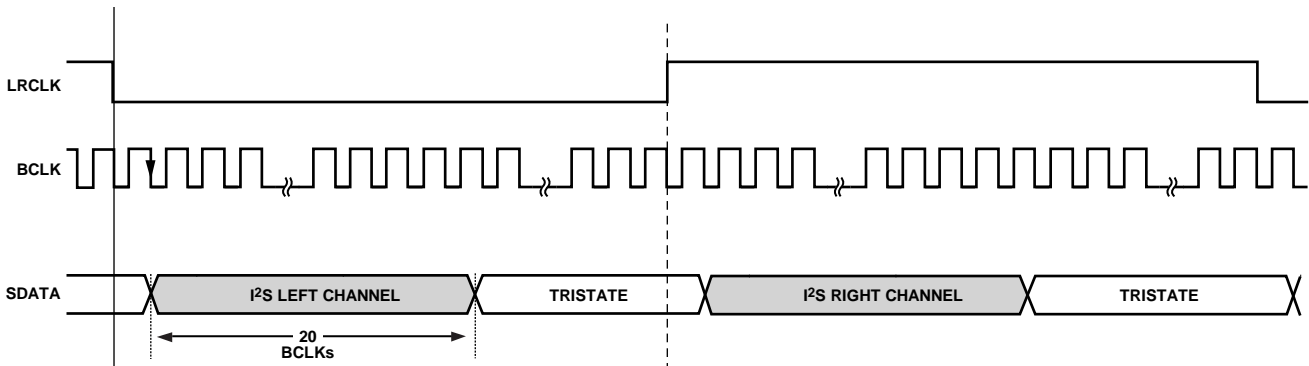 LRCLK
BCLK
SDATA
I²S LEFT CHANNEL
TRISTATE
I²S RIGHT CHANNEL
TRISTATE
20
BCLKs